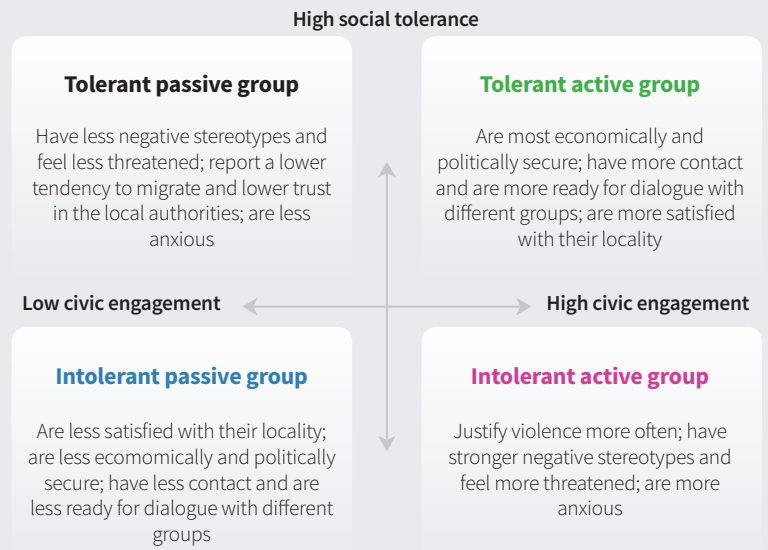 High social tolerance
Tolerant passive group
Have less negative stereotypes and
feel less threatened; report a lower
tendency to migrate and lower trust
in the local authorities; are less
anxious
Tolerant active group
Are most economically and
politically secure; have more contact
and are more ready for dialogue with
different groups; are more satisfied
with their locality
Low civic engagement
High civic engagement
Intolerant passive group
Are less satisfied with their locality;
are less ecomomically and politically
secure; have less contact and are
less ready for dialogue with different
groups
Intolerant active group
Justify violence more often; have
stronger negative stereotypes and
feel more threatened; are more
anxious